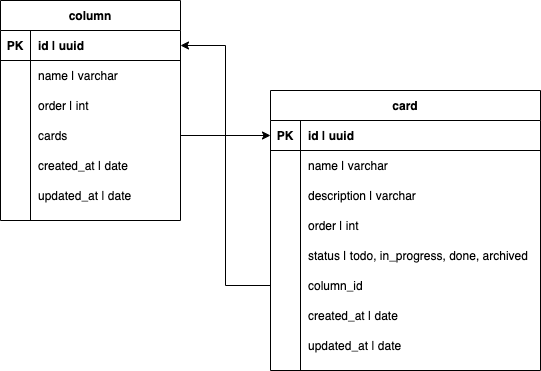 column
PK id | uuid
name | varchar
order | int
cards
created_at | date
updated_at | date
card
PK id | uuid
name | varchar
description | varchar
order | int
status | todo, in_progress, done, archived
column_id
created_at | date
updated_at | date